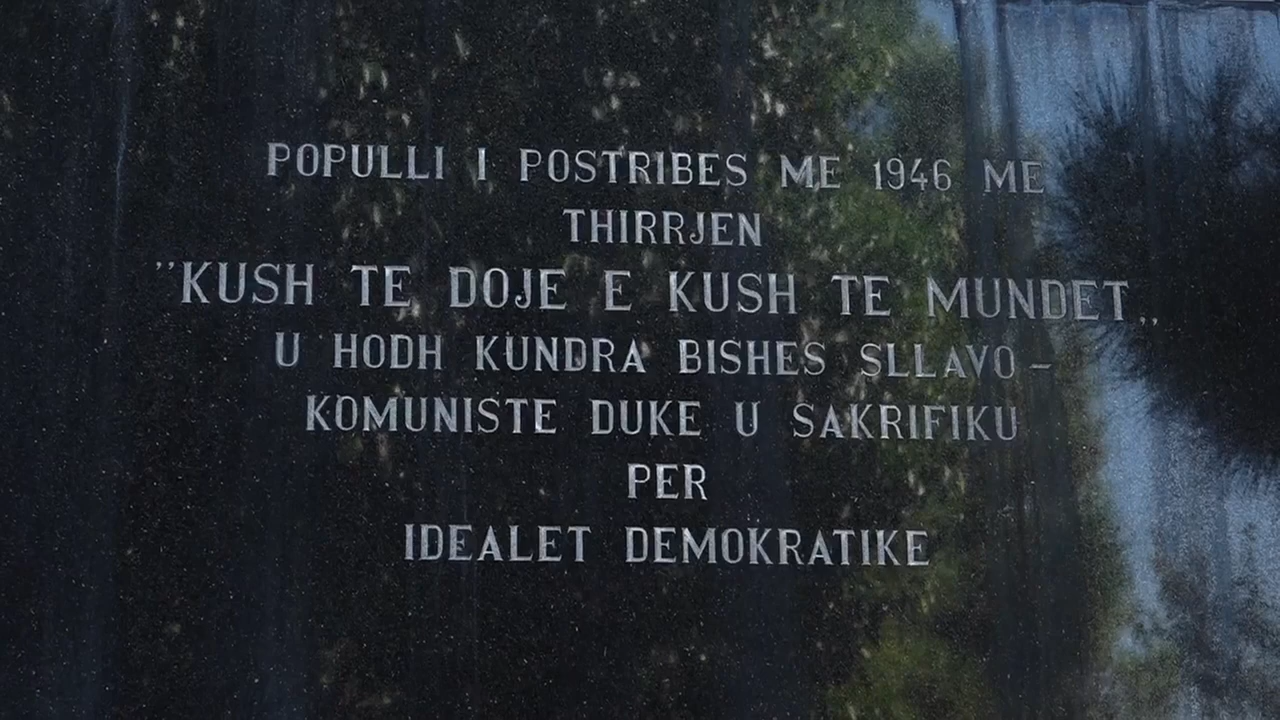 POPULLI I POSTRIBES ME 1946 ME
THIRRJEN
"KUSH TE DOJE E KUSH TE MUNDET„
U HODH KUNDRA BISHES SLLAVO -
KOMUNISTE DUKE U SAKRIFIKU
PER
IDEALET DEMOKRATIKE